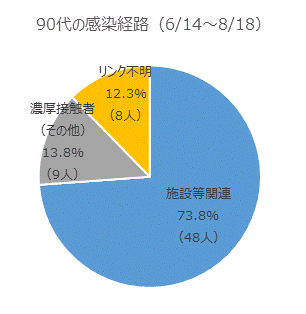 90代の感染経路（6/14～8/18）
リンク不明
12.3%
（8人）
濃厚接触者
（その他）
13.8%
（9人）
施設等関連
73.8%
（48人）